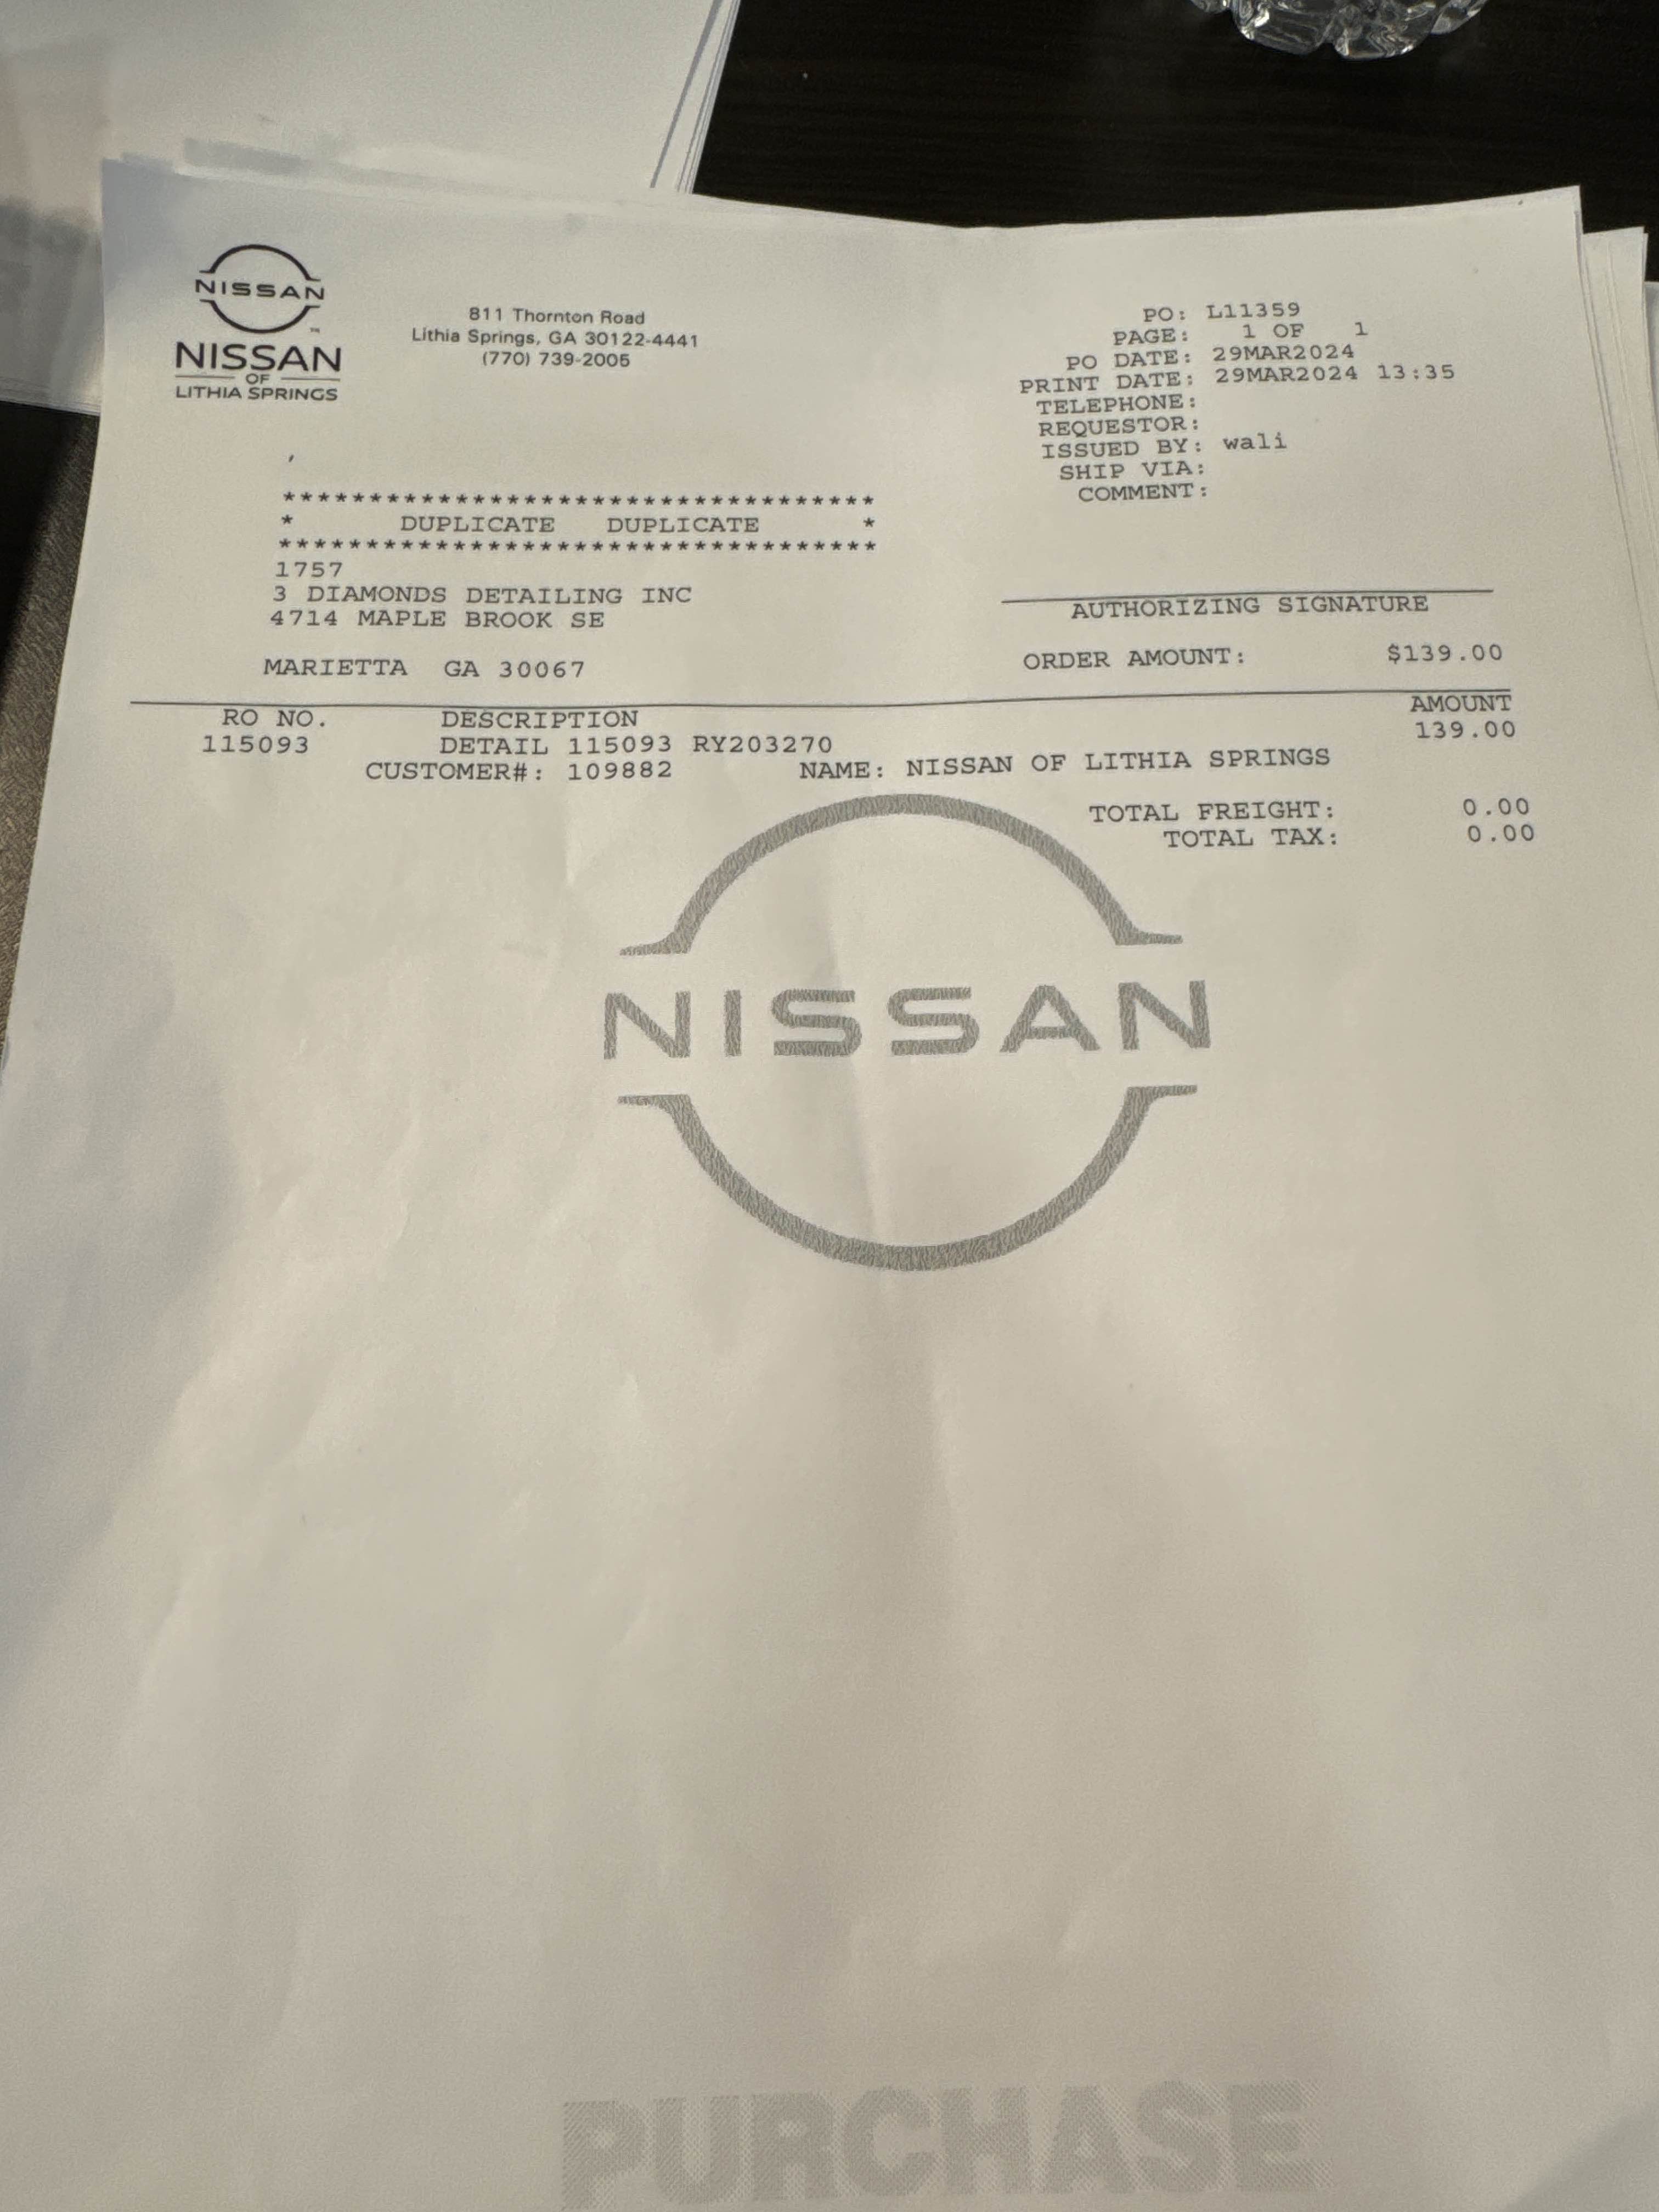 NISSAN
TM
NISSAN
OF
LITHIA SPRINGS
811 Thornton Road
Lithia Springs, GA 30122-4441
(770) 739-2005
PO: L11359
PAGE: 1 OF 1
PO DATE: 29MAR2024
PRINT DATE: 29MAR2024 13:35
TELEPHONE:
REQUESTOR:
ISSUED BY: wali
SHIP VIA:
COMMENT:
**********************************
* DUPLICATE DUPLICATE *
**********************************
1757
3 DIAMONDS DETAILING INC
4714 MAPLE BROOK SE
MARIETTA GA 30067
AUTHORIZING SIGNATURE
ORDER AMOUNT: $139.00
RO NO. DESCRIPTION AMOUNT
115093 DETAIL 115093 RY203270 139.00
CUSTOMER#: 109882 NAME: NISSAN OF LITHIA SPRINGS
TOTAL FREIGHT: 0.00
TOTAL TAX: 0.00
NISSAN
PURCHASE